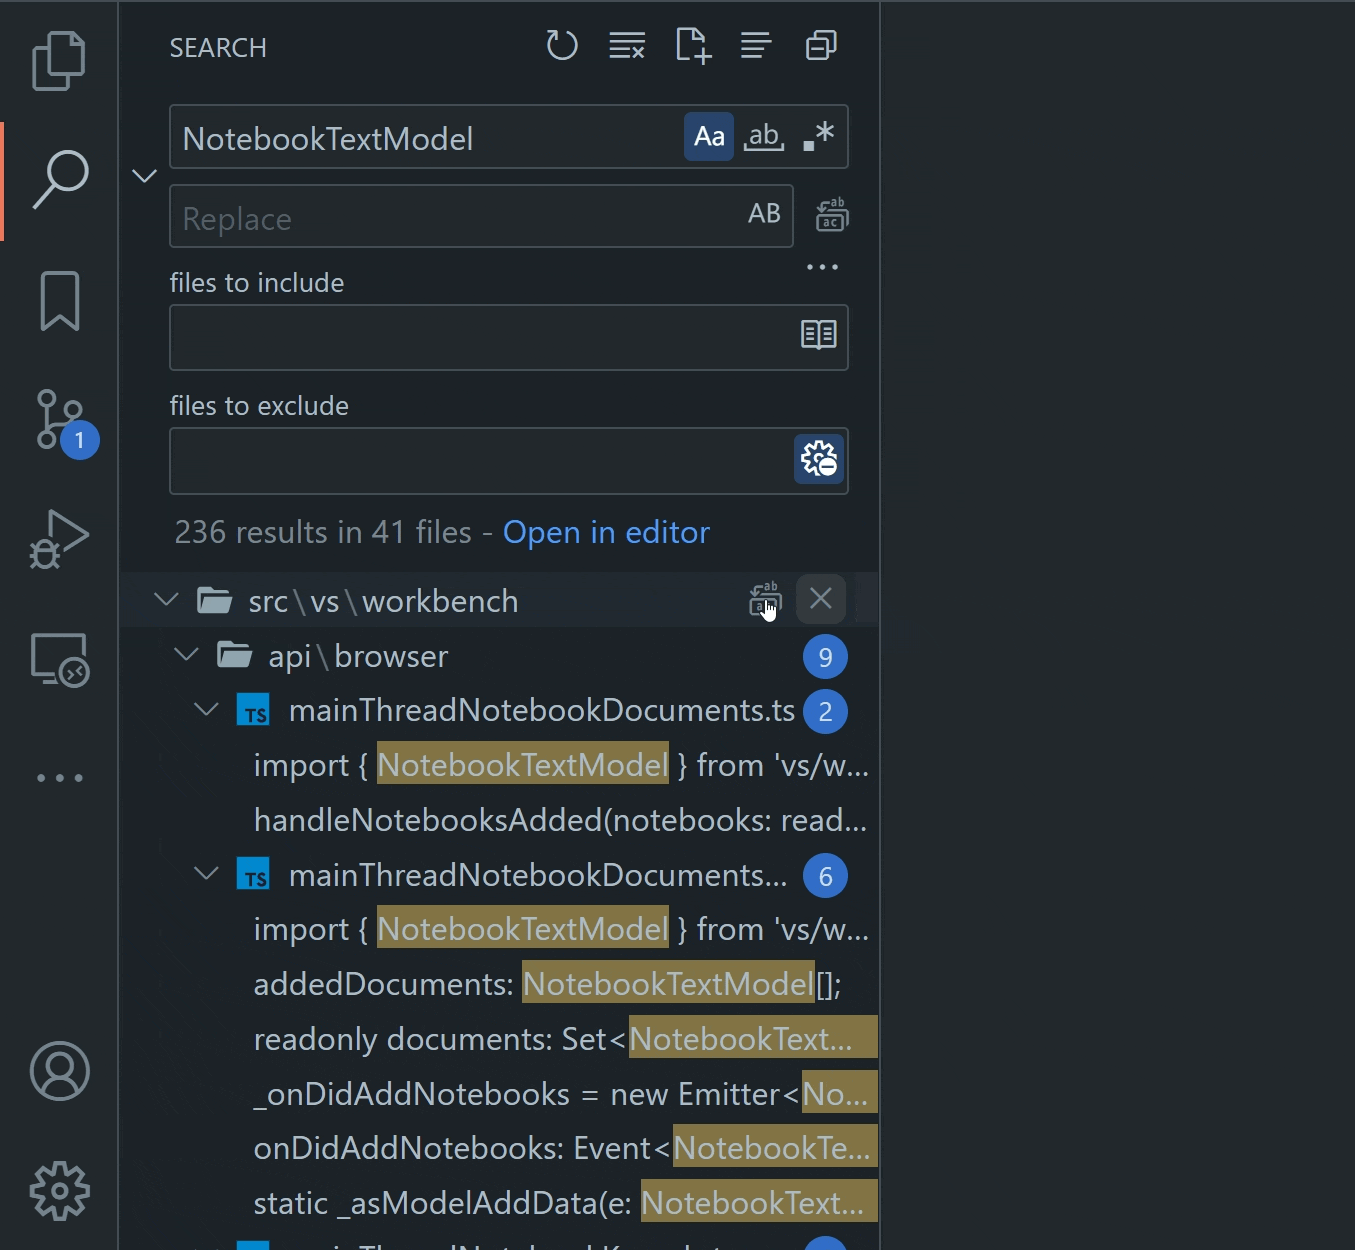 SEARCH
NotebookTextModel Aa ab .*
Replace AB ab ac
...
files to include
files to exclude
1
236 results in 41 files - Open in editor
src\vs\workbench ab
api\browser 9
TS mainThreadNotebookDocuments.ts 2
import { NotebookTextModel } from 'vs/w...
handleNotebooksAdded(notebooks: read...
TS mainThreadNotebookDocuments... 6
import { NotebookTextModel } from 'vs/w...
addedDocuments: NotebookTextModel[];
readonly documents: Set<NotebookText...
_onDidAddNotebooks = new Emitter<No...
onDidAddNotebooks: Event<NotebookTe...
static _asModelAddData(e: NotebookText...